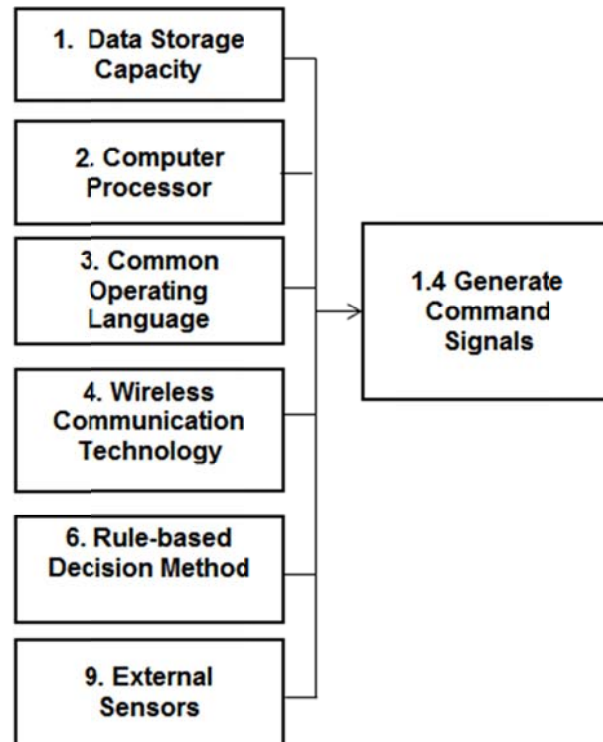 1. Data Storage
Capacity
2. Computer
Processor
3. Common
Operating
Language
1.4 Generate
Command
Signals
4. Wireless
Communication
Technology
6. Rule-based
Decision Method
9. External
Sensors